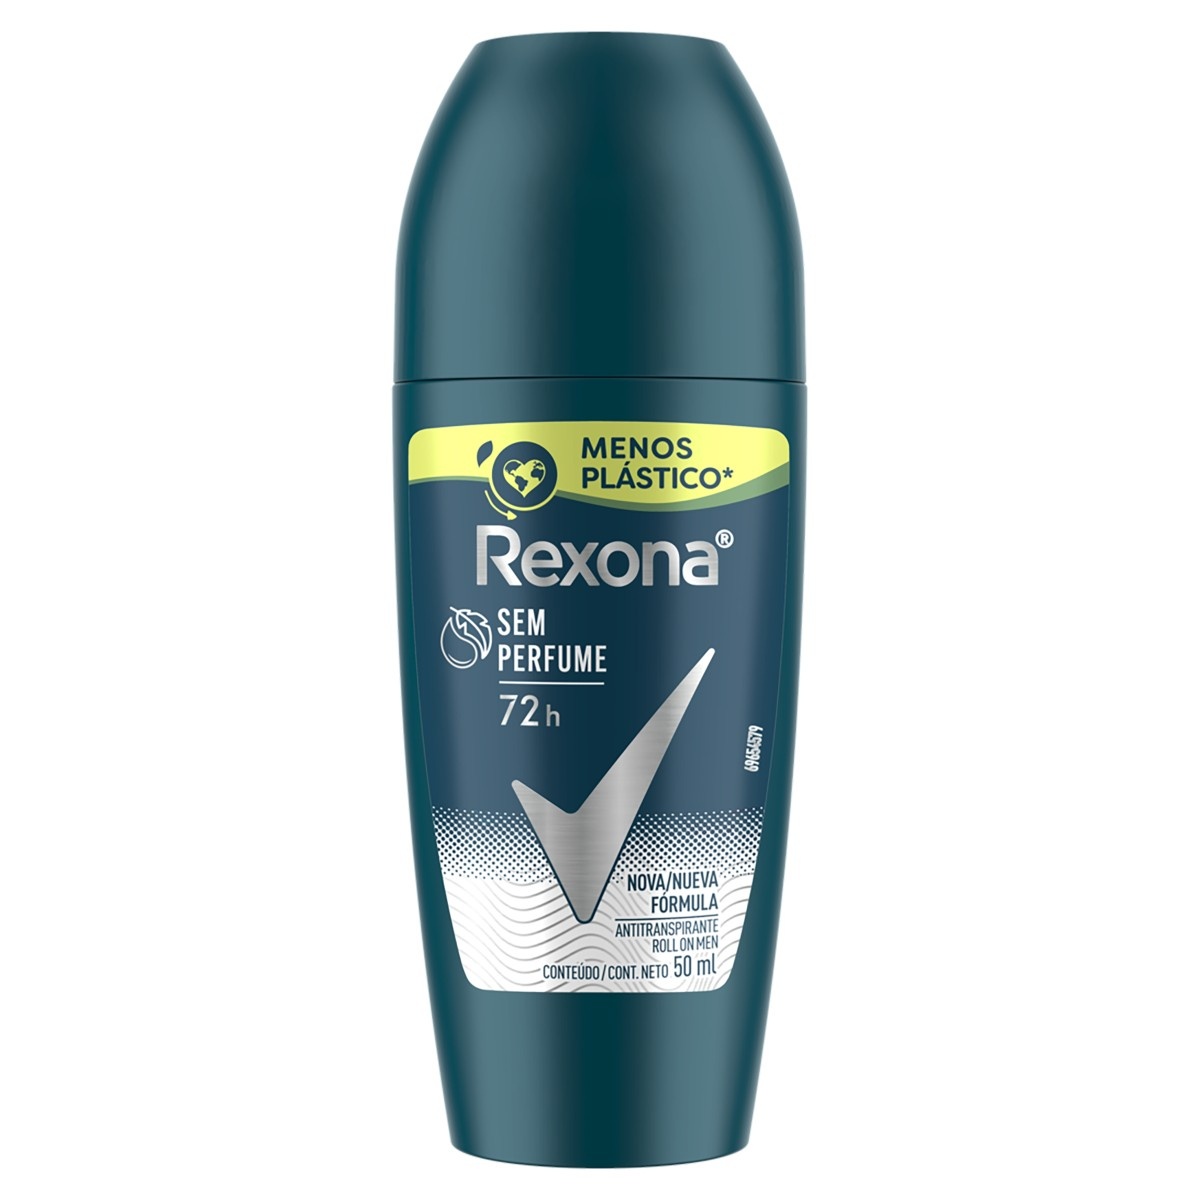 MENOS
PLÁSTICO*
Rexona®
SEM
PERFUME
72h
69654579
NOVA/NUEVA
FÓRMULA
ANTITRANSPIRANTE
ROLL ON MEN
CONTEÚDO/CONT. NETO 50 ml